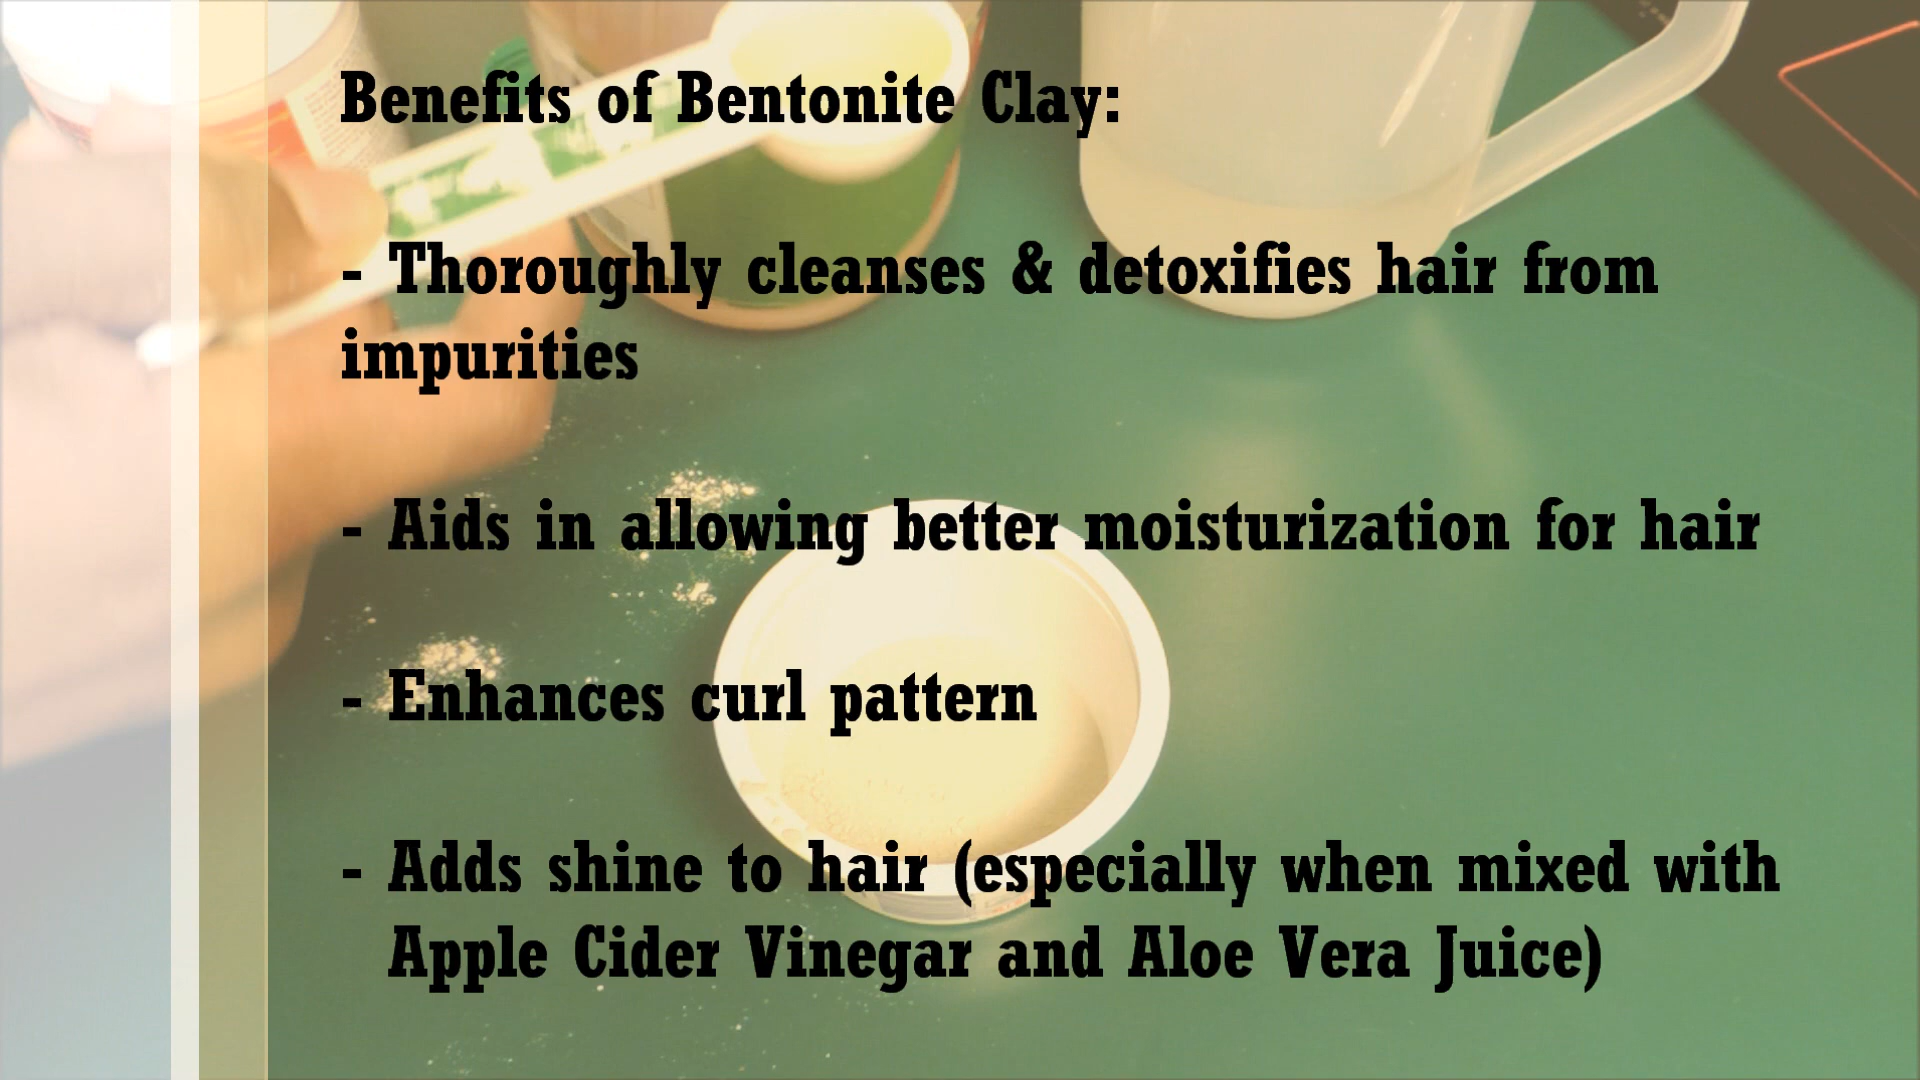 Benefits of Bentonite Clay:
- Thoroughly cleanses & detoxifies hair from
impurities
- Aids in allowing better moisturization for hair
- Enhances curl pattern
- Adds shine to hair (especially when mixed with
Apple Cider Vinegar and Aloe Vera Juice)